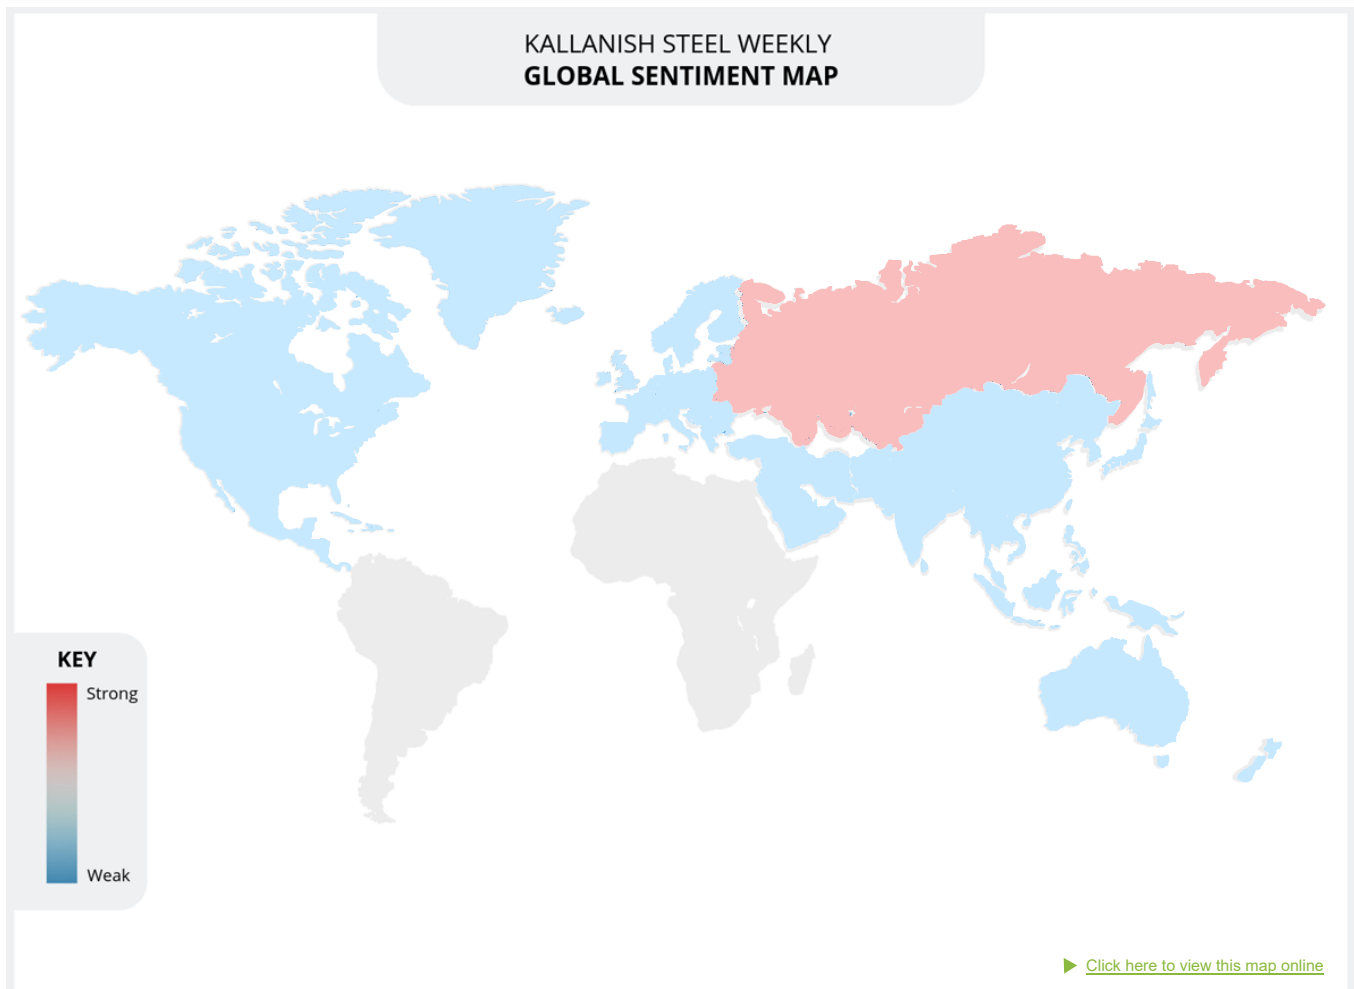 KALLANISH STEEL WEEKLY
GLOBAL SENTIMENT MAP
KEY
Strong
Weak
Click here to view this map online